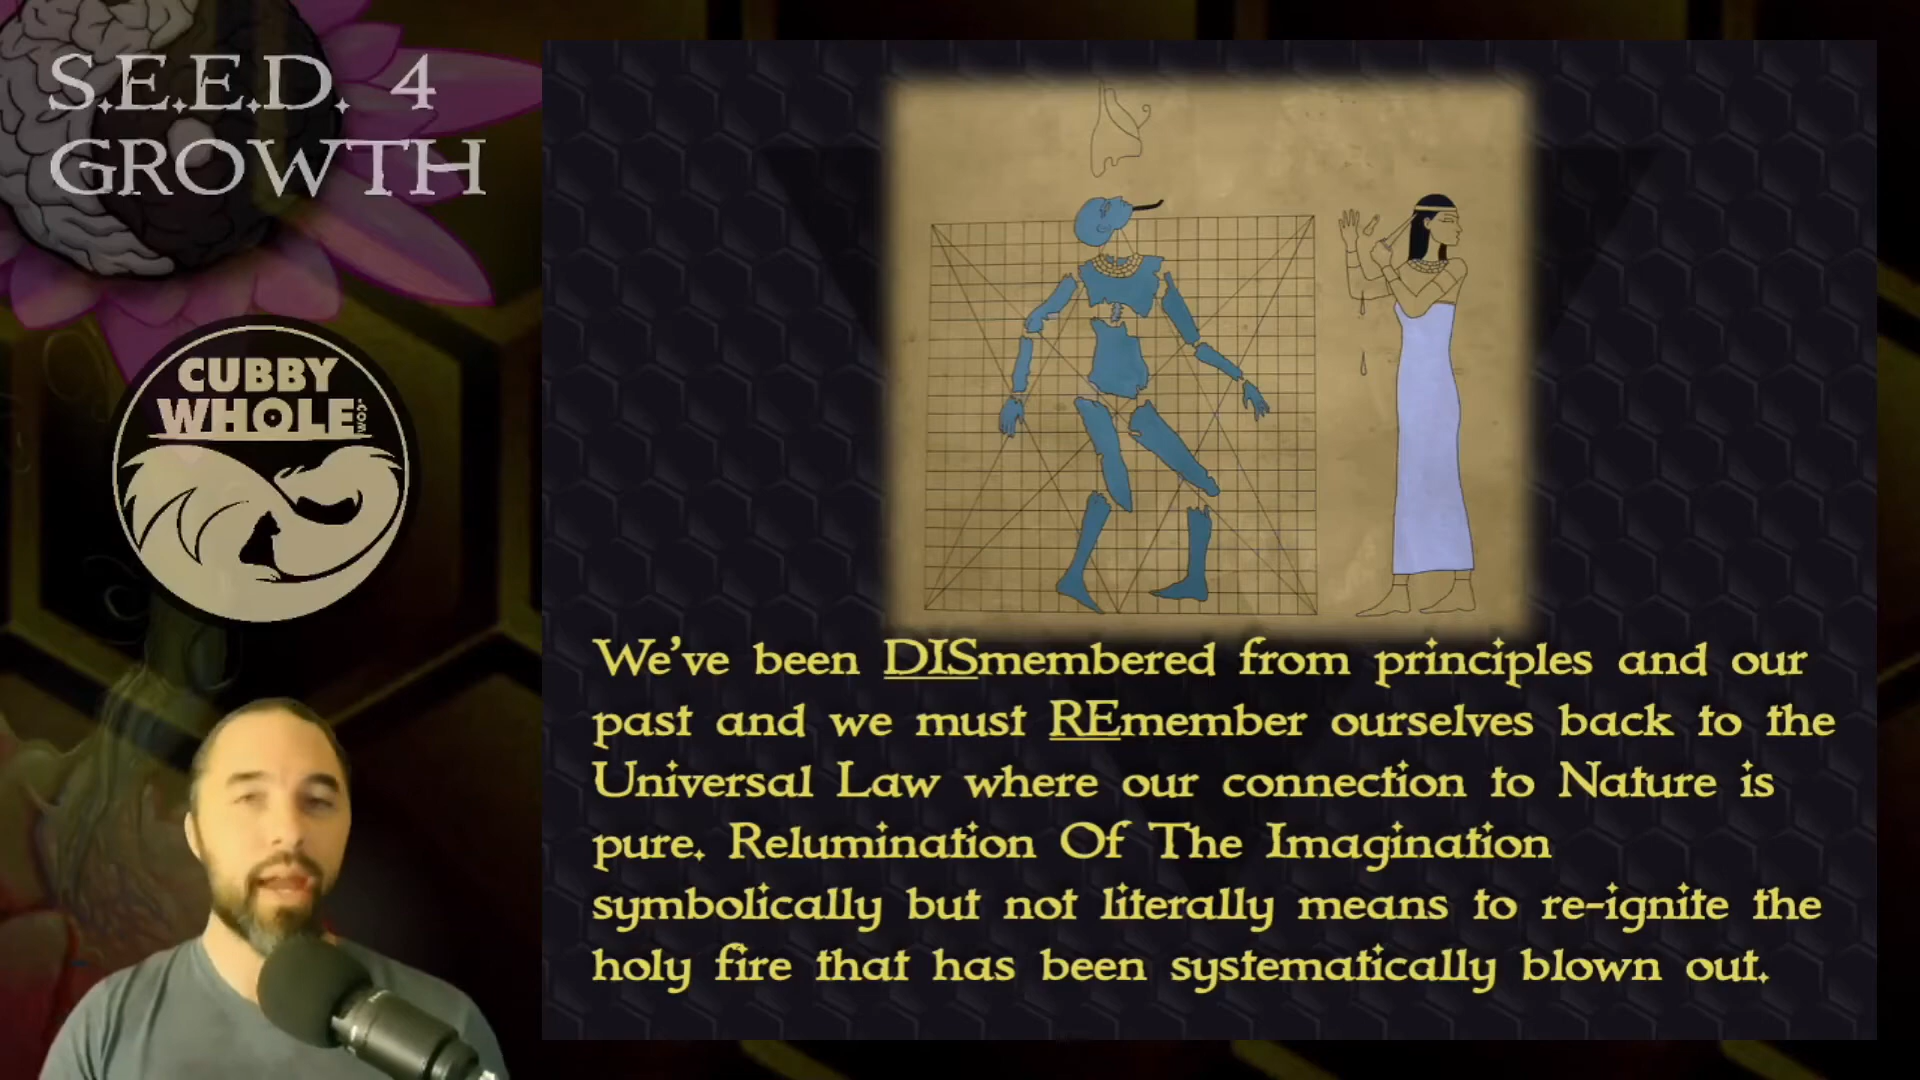 S.E.E.D. 4
GROWTH
CUBBY
WHOLE.COM
We've been DISmembered from principles and our
past and we must REmember ourselves back to the
Universal Law where our connection to Nature is
pure. Relumination Of The Imagination
symbolically but not literally means to re-ignite the
holy fire that has been systematically blown out.